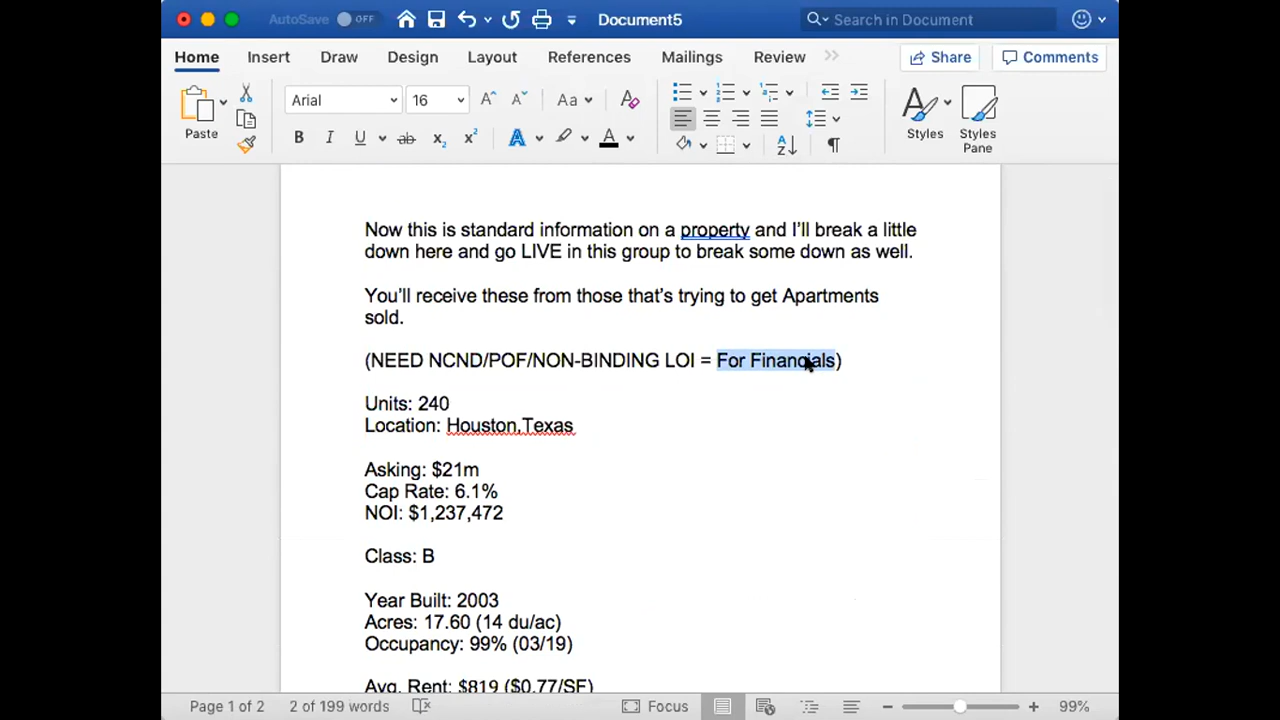 AutoSave OFF Document5 Search in Document
Home Insert Draw Design Layout References Mailings Review Share Comments
Arial 16 Aa
Paste B I U ab x2 x2 A A Styles Styles Pane
Now this is standard information on a property and I'll break a little
down here and go LIVE in this group to break some down as well.
You'll receive these from those that's trying to get Apartments
sold.
(NEED NCND/POF/NON-BINDING LOI = For Financials)
Units: 240
Location: Houston,Texas
Asking: $21m
Cap Rate: 6.1%
NOI: $1,237,472
Class: B
Year Built: 2003
Acres: 17.60 (14 du/ac)
Occupancy: 99% (03/19)
Avg. Rent: $819 ($0.77/SF)
Page 1 of 2 2 of 199 words Focus 99%